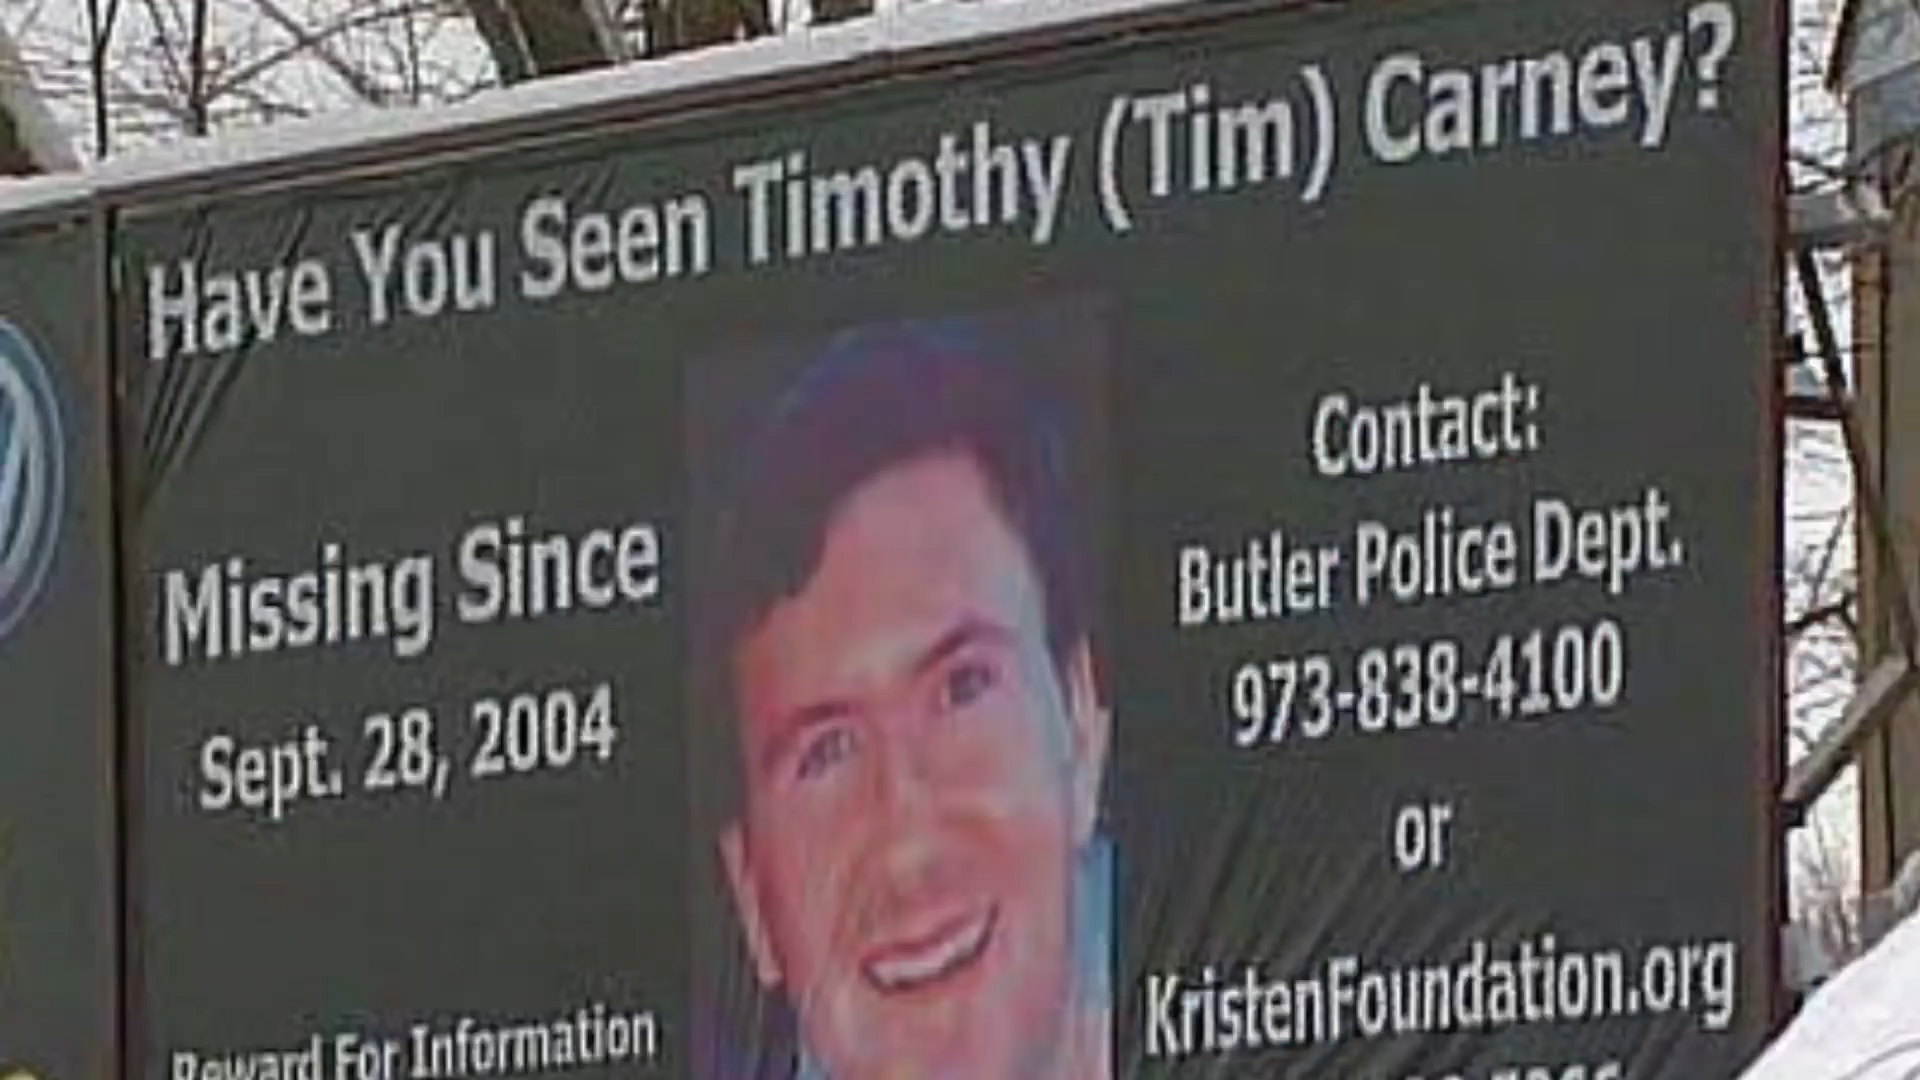 Have You Seen Timothy (Tim) Carney?
Missing Since
Sept. 28, 2004
Reward For Information
Contact:
Butler Police Dept.
973-838-4100
or
KristenFoundation.org